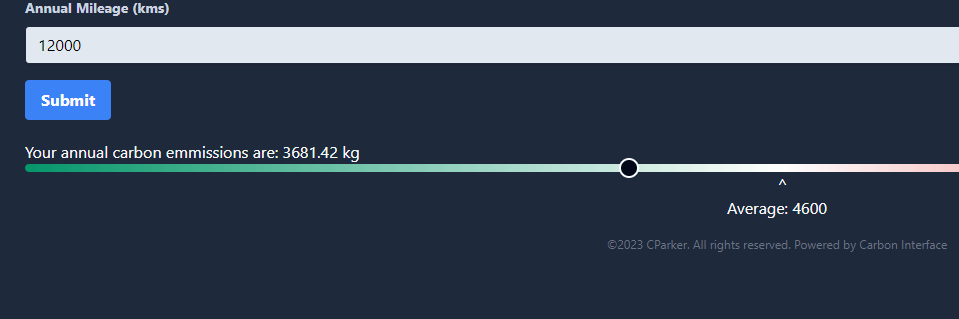 Annual Mileage (kms)
12000
Submit
Your annual carbon emmissions are: 3681.42 kg
^
Average: 4600
©2023 CParker. All rights reserved. Powered by Carbon Interface